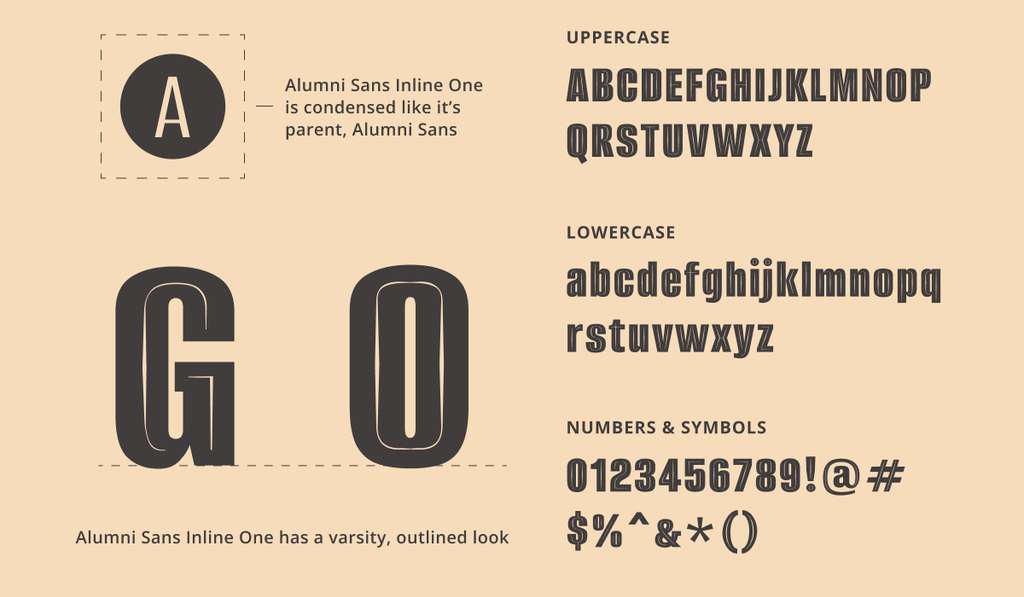 A
Alumni Sans Inline One
is condensed like it’s
parent, Alumni Sans
G O
Alumni Sans Inline One has a varsity, outlined look
UPPERCASE
ABCDEFGHIJKLMNOP
QRSTUVWXYZ
LOWERCASE
abcdefghijklmnopq
rstuvwxyz
NUMBERS & SYMBOLS
0123456789!@#
$%^&*()